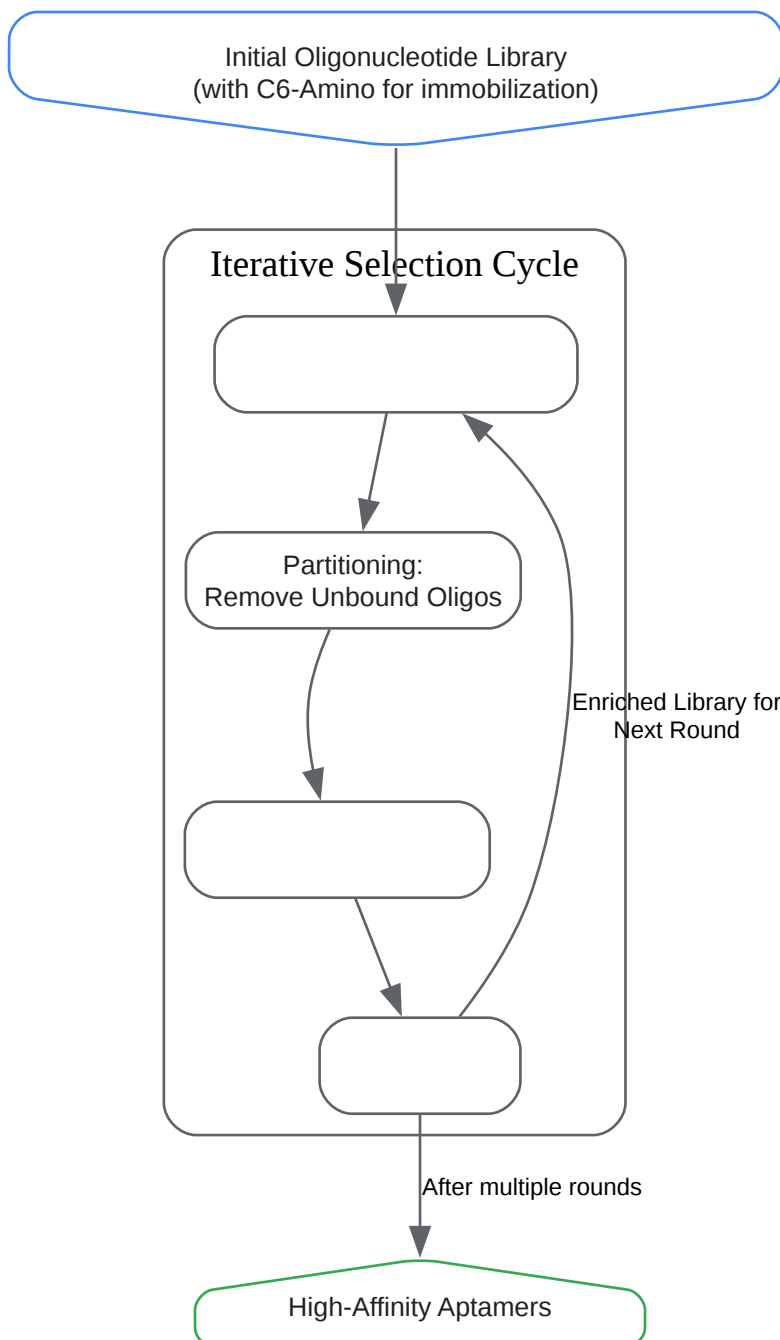 Initial Oligonucleotide Library
(with C6-Amino for immobilization)
Iterative Selection Cycle
Partitioning:
Remove Unbound Oligos
Enriched Library for
Next Round
After multiple rounds
High-Affinity Aptamers